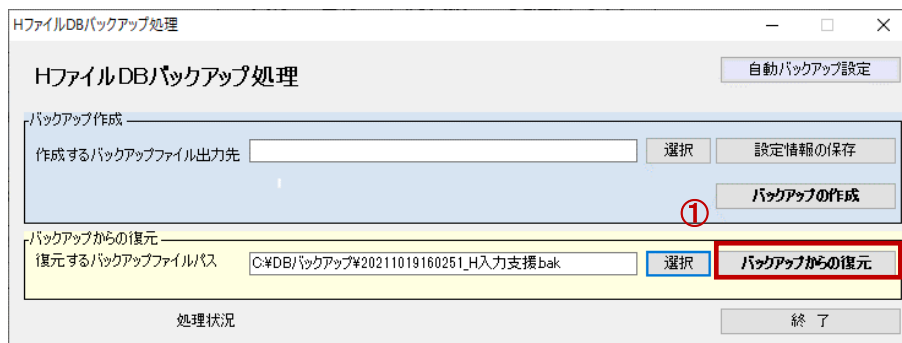 HファイルDBバックアップ処理
HファイルDBバックアップ処理
自動バックアップ設定
バックアップ作成
作成するバックアップファイル出力先
選択
設定情報の保存
バックアップの作成
①
バックアップからの復元
復元するバックアップファイルパス
C:¥DBバックアップ¥20211019160251_H入力支援.bak
選択
バックアップからの復元
処理状況
終 了